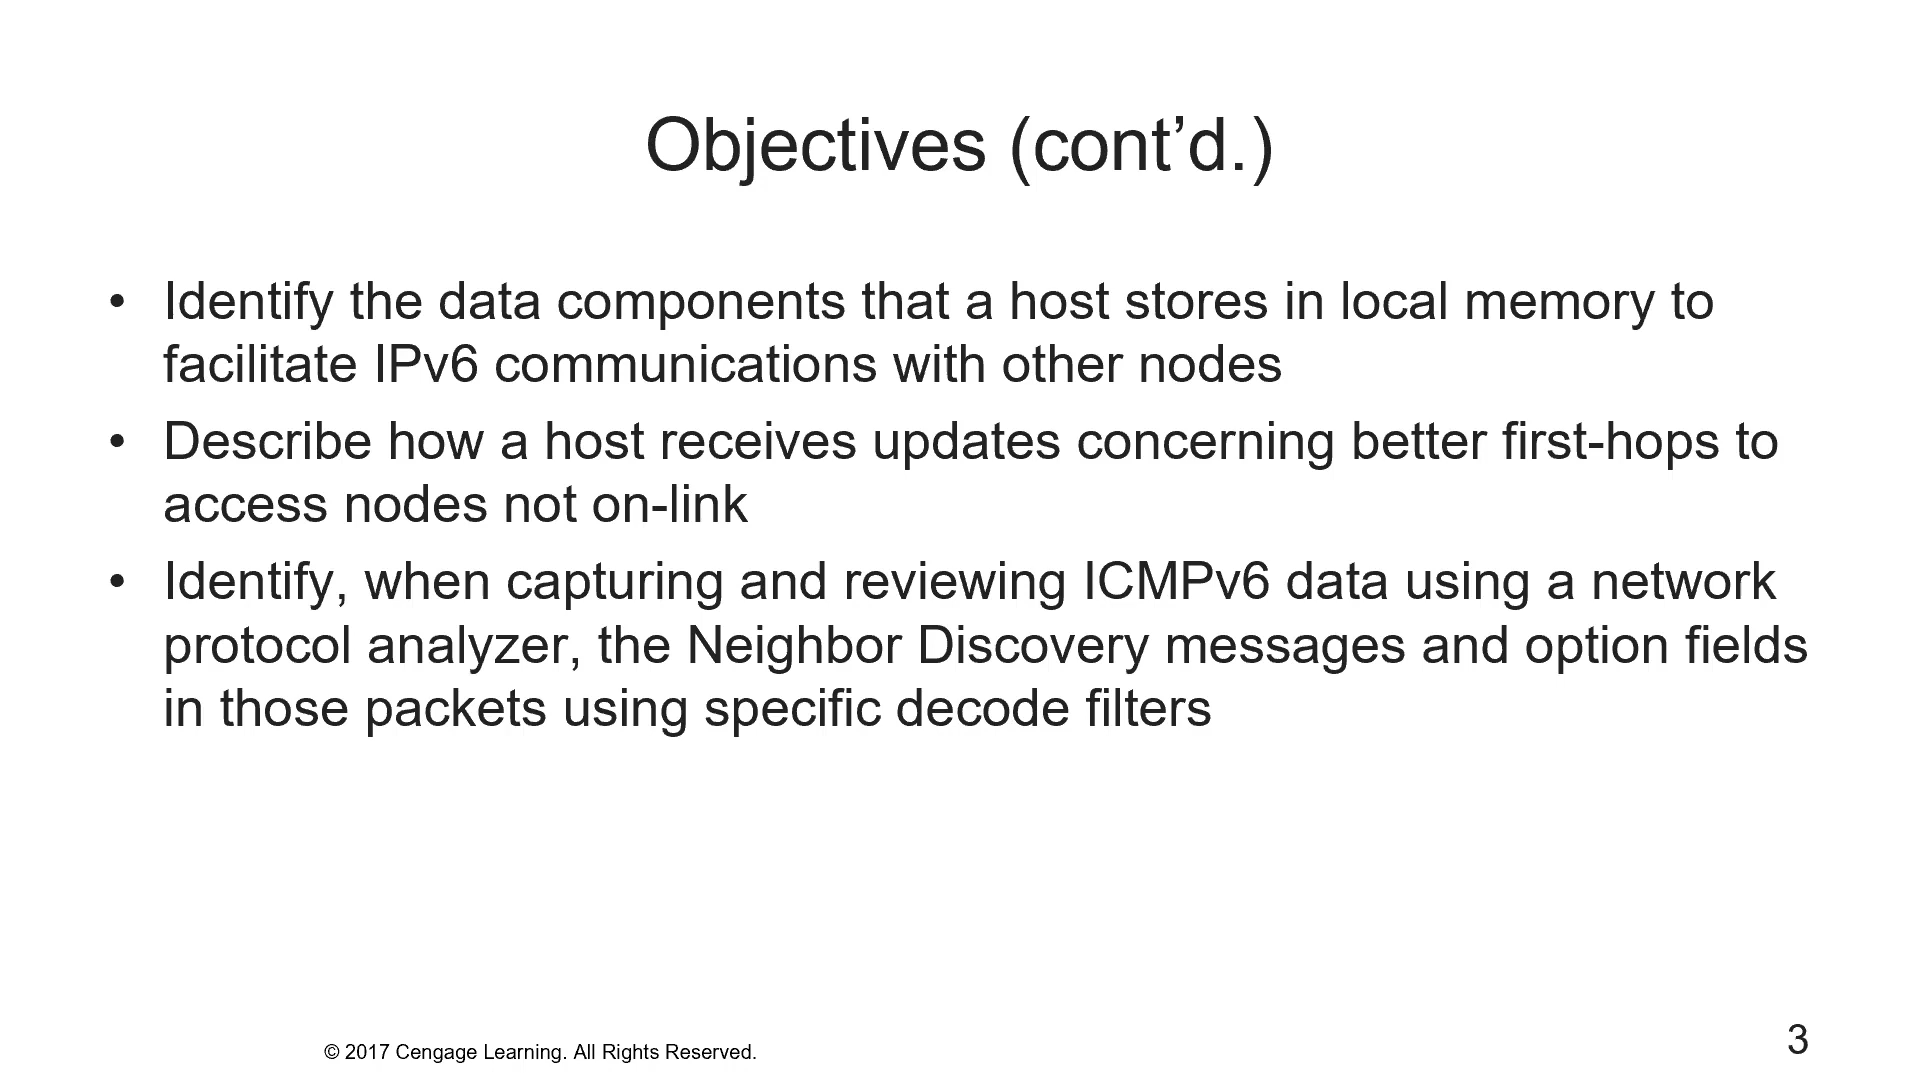 Objectives (cont’d.)
• Identify the data components that a host stores in local memory to
facilitate IPv6 communications with other nodes
• Describe how a host receives updates concerning better first-hops to
access nodes not on-link
• Identify, when capturing and reviewing ICMPv6 data using a network
protocol analyzer, the Neighbor Discovery messages and option fields
in those packets using specific decode filters
© 2017 Cengage Learning. All Rights Reserved.
3